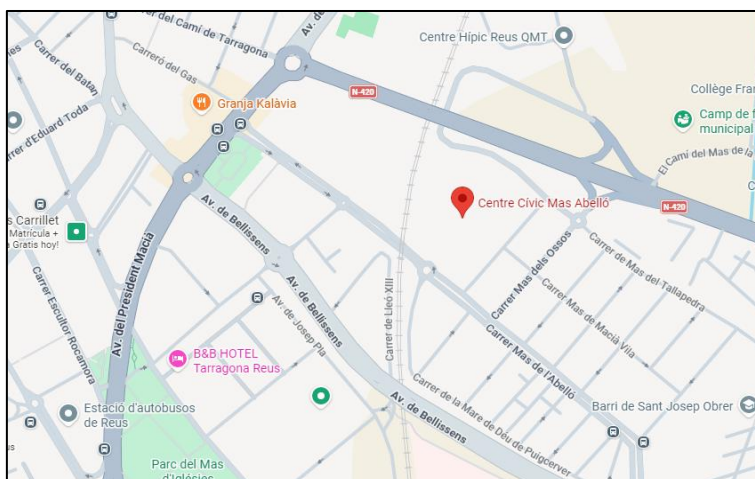 Carrer del Camí de Tarragona
Av. de
Centre Hípic Reus QMT
Carreró del Gas
Carrer del Batan
N-420
Collège Fran
Granja Kalàvia
Camp de f
municipal
Carrer d'Eduard Toda
El Camí del Mas de la
Centre Cívic Mas Abelló
N-420
s Carrillet
Matrícula +
a Gratis hoy!
Av. de Bellissens
Carrer Mas dels Ossos
Carrer de Mas del Tallapedra
Av. del President Macià
Av. de Bellissens
Carrer de Lleó XIII
Carrer de Mas de Macià Vila
Carrer Escultor Rocamora
Av. de Josep Pla
B&B HOTEL
Tarragona Reus
Carrer Mas de l'Abelló
Carrer de la Mare de Déu de Puigcerver
Av. de Bellissens
Estació d'autobusos
de Reus
Barri de Sant Josep Obrer
Parc del Mas
d'Iglésies